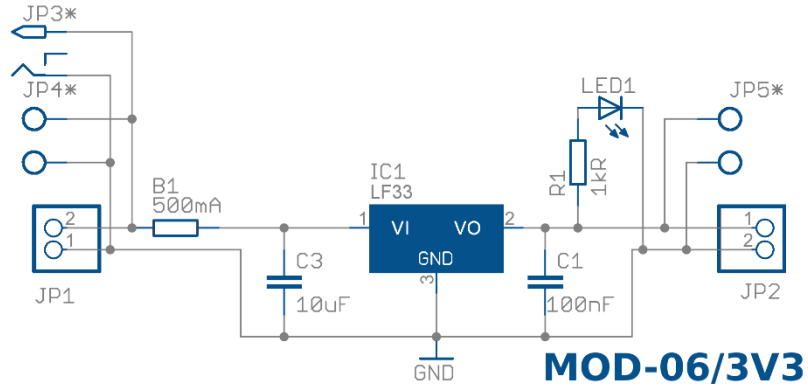 JP3*
JP4*
LED1
JP5*
B1
500mA
IC1
LF33
R1
1kR
2
1
1
VI
VO
2
1
2
GND
3
C3
10uF
C1
100nF
JP1
JP2
GND
MOD-06/3V3